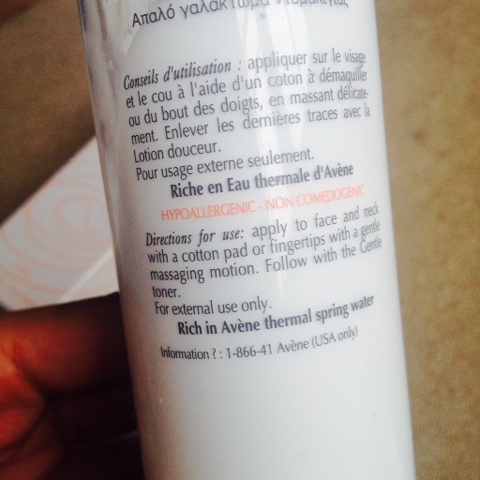 Απαλό γαλάκτωμα ντεμακιγιάζ
Conseils d'utilisation : appliquer sur le visage
et le cou à l'aide d'un coton à démaquiller
ou du bout des doigts, en massant délicate-
ment. Enlever les dernières traces avec la
Lotion douceur.
Pour usage externe seulement.
Riche en Eau thermale d'Avène
HYPOALLERGENIC - NON COMEDOGENIC
Directions for use: apply to face and neck
with a cotton pad or fingertips with a gentle
massaging motion. Follow with the Gentle
toner.
For external use only.
Rich in Avène thermal spring water
Information ? : 1-866-41 Avène (USA only)